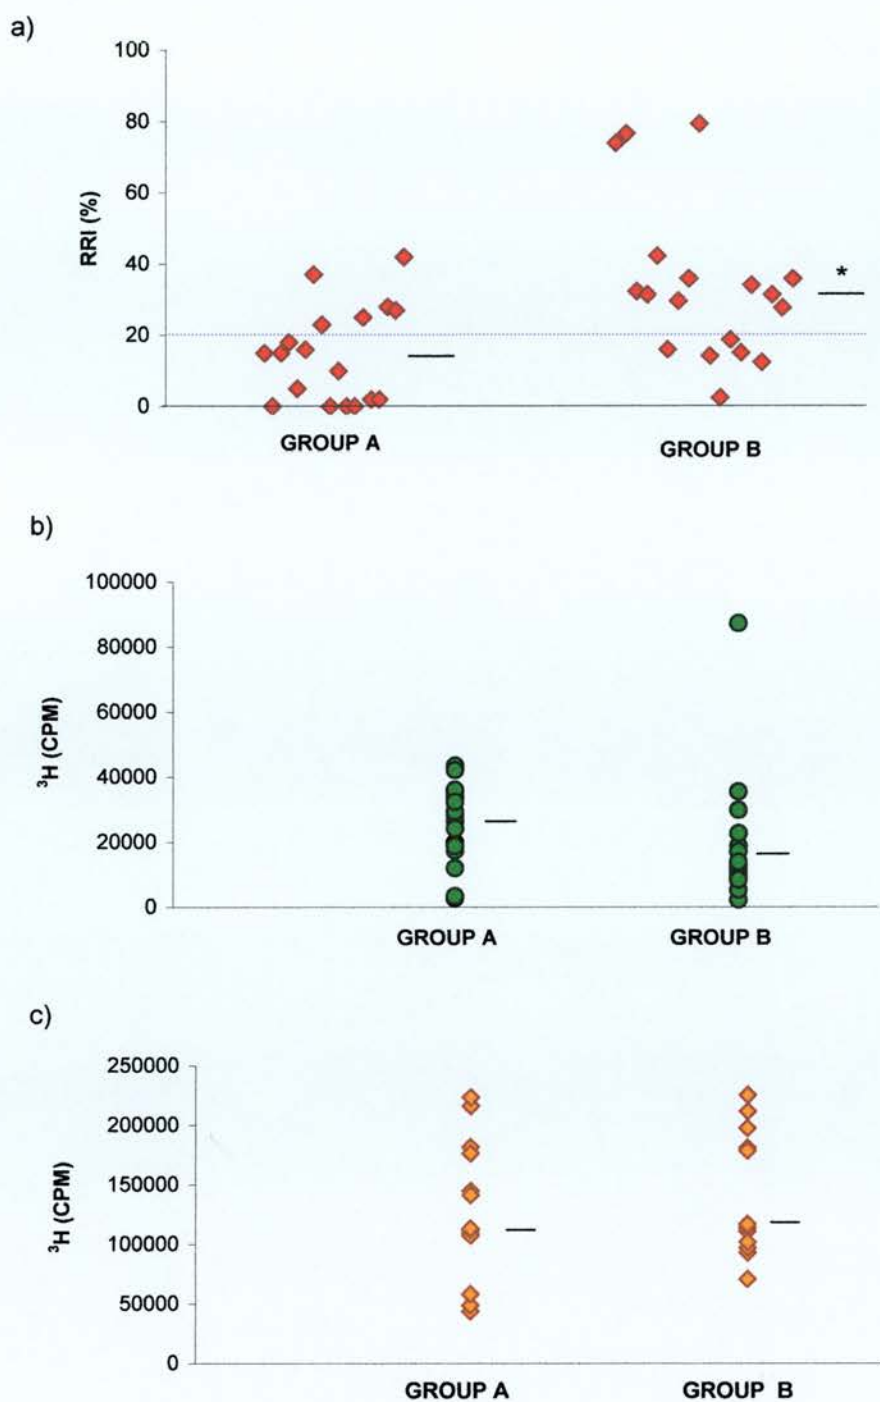 a)
100
80
60
40
20
0
RRI (%)
*
GROUP A
GROUP B
b)
100000
80000
60000
40000
20000
0
³H (CPM)
GROUP A
GROUP B
c)
250000
200000
150000
100000
50000
0
³H (CPM)
GROUP A
GROUP B